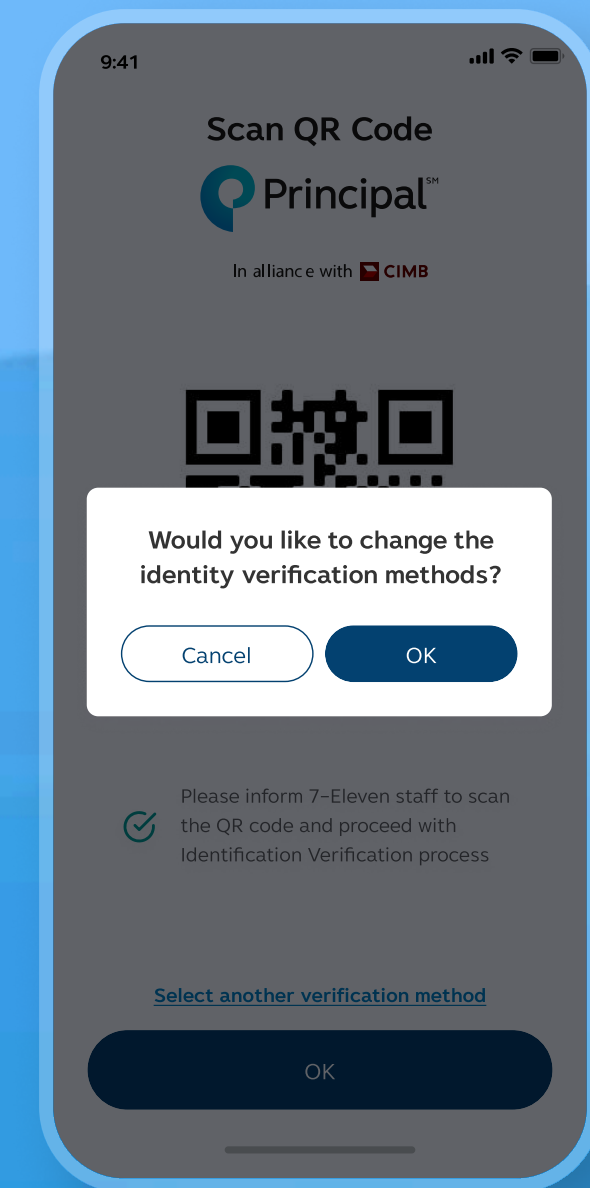 9:41
Scan QR Code
Principal℠
In alliance with CIMB
Would you like to change the
identity verification methods?
Cancel
OK
Please inform 7-Eleven staff to scan
the QR code and proceed with
Identification Verification process
Select another verification method
OK